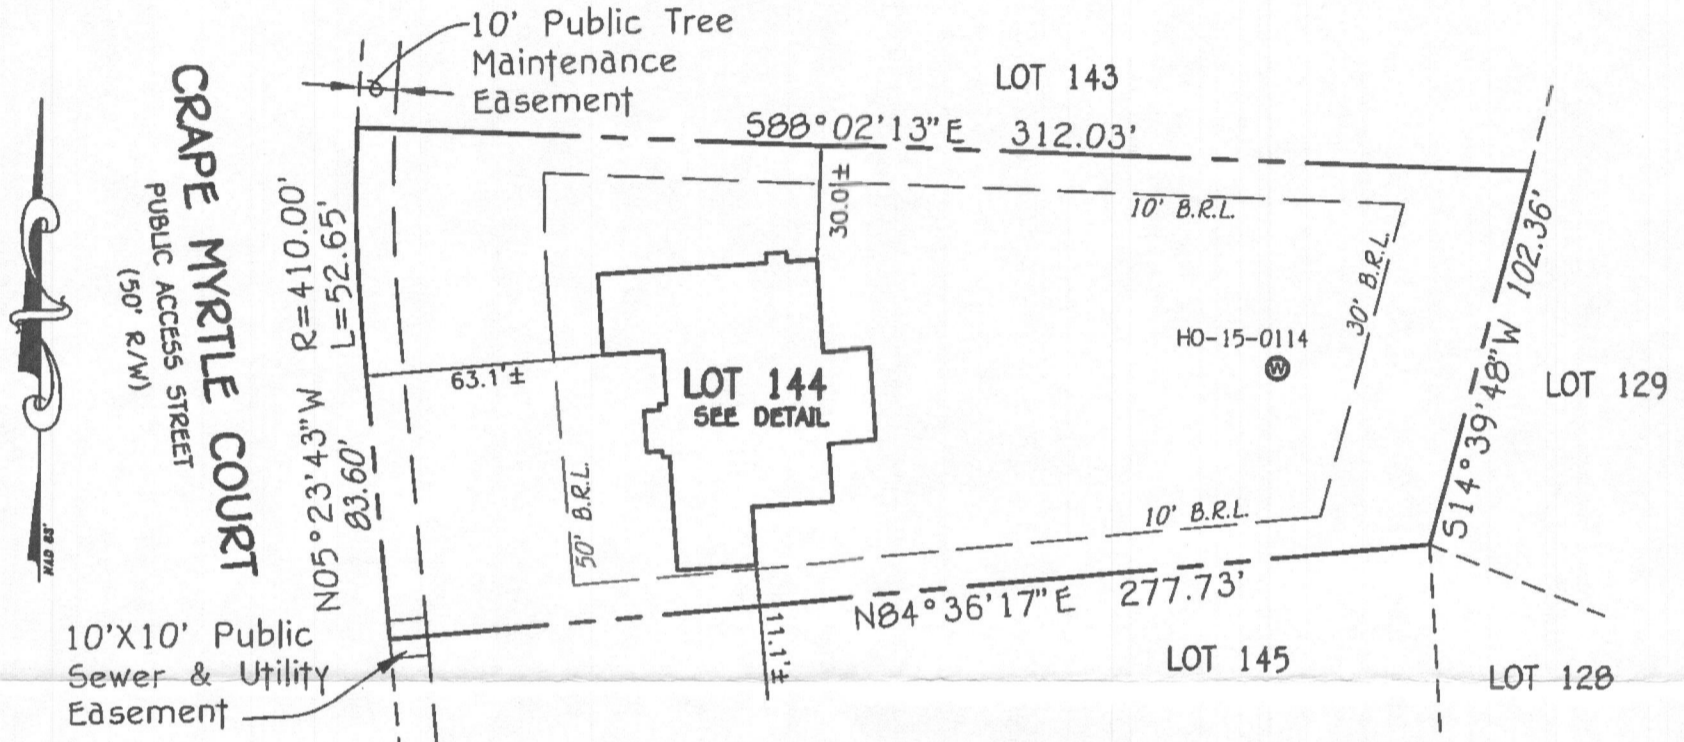 10' Public Tree
Maintenance
Easement
LOT 143
S88°02'13"E 312.03'
CRAPE MYRTLE COURT
PUBLIC ACCESS STREET
(50' R/W)
R=410.00'
L=52.65'
N05°23'43"W
83.60'
30.0'±
10' B.R.L.
30' B.R.L.
S14°39'48"W 102.36'
HO-15-0114
W
LOT 129
63.1'±
LOT 144
SEE DETAIL
50' B.R.L.
10' B.R.L.
NAD 83'
N84°36'17"E 277.73'
11.1'±
10'X10' Public
Sewer & Utility
Easement
LOT 145
LOT 128